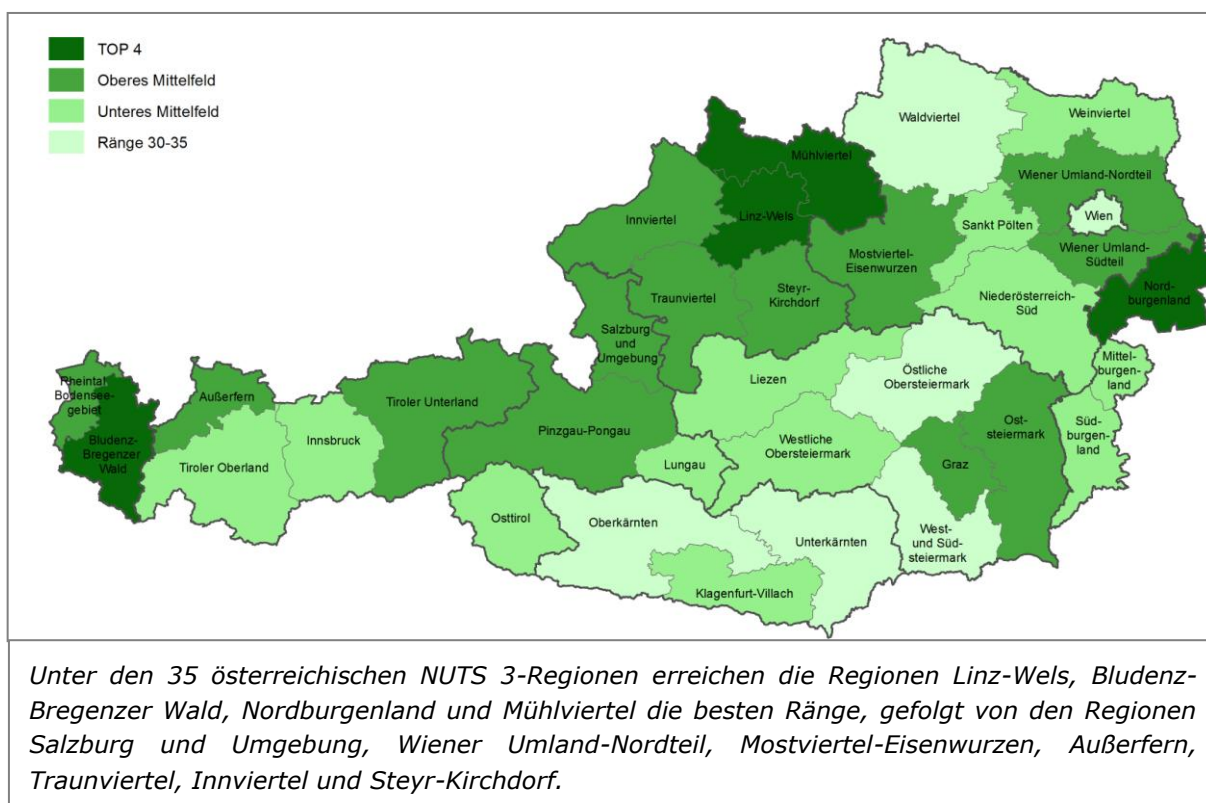 TOP 4
Oberes Mittelfeld
Unteres Mittelfeld
Ränge 30-35
Waldviertel
Weinviertel
Mühlviertel
Wiener Umland-Nordteil
Linz-Wels
Wien
Innviertel
Sankt Pölten
Mostviertel-
Eisenwurzen
Wiener Umland-
Südteil
Nord-
burgenland
Traunviertel
Steyr-
Kirchdorf
Niederösterreich-
Süd
Salzburg
und
Umgebung
Mittel-
burgen-
land
Liezen
Östliche
Obersteiermark
Rheintal-
Bodensee-
gebiet
Außerfern
Tiroler Unterland
Bludenz-
Bregenzer
Wald
Innsbruck
Pinzgau-Pongau
Tiroler Oberland
Westliche
Obersteiermark
Ost-
steiermark
Süd-
burgen-
land
Lungau
Graz
Osttirol
Oberkärnten
Unterkärnten
West-
und Süd-
steiermark
Klagenfurt-Villach
Unter den 35 österreichischen NUTS 3-Regionen erreichen die Regionen Linz-Wels, Bludenz-
Bregenzer Wald, Nordburgenland und Mühlviertel die besten Ränge, gefolgt von den Regionen
Salzburg und Umgebung, Wiener Umland-Nordteil, Mostviertel-Eisenwurzen, Außerfern,
Traunviertel, Innviertel und Steyr-Kirchdorf.